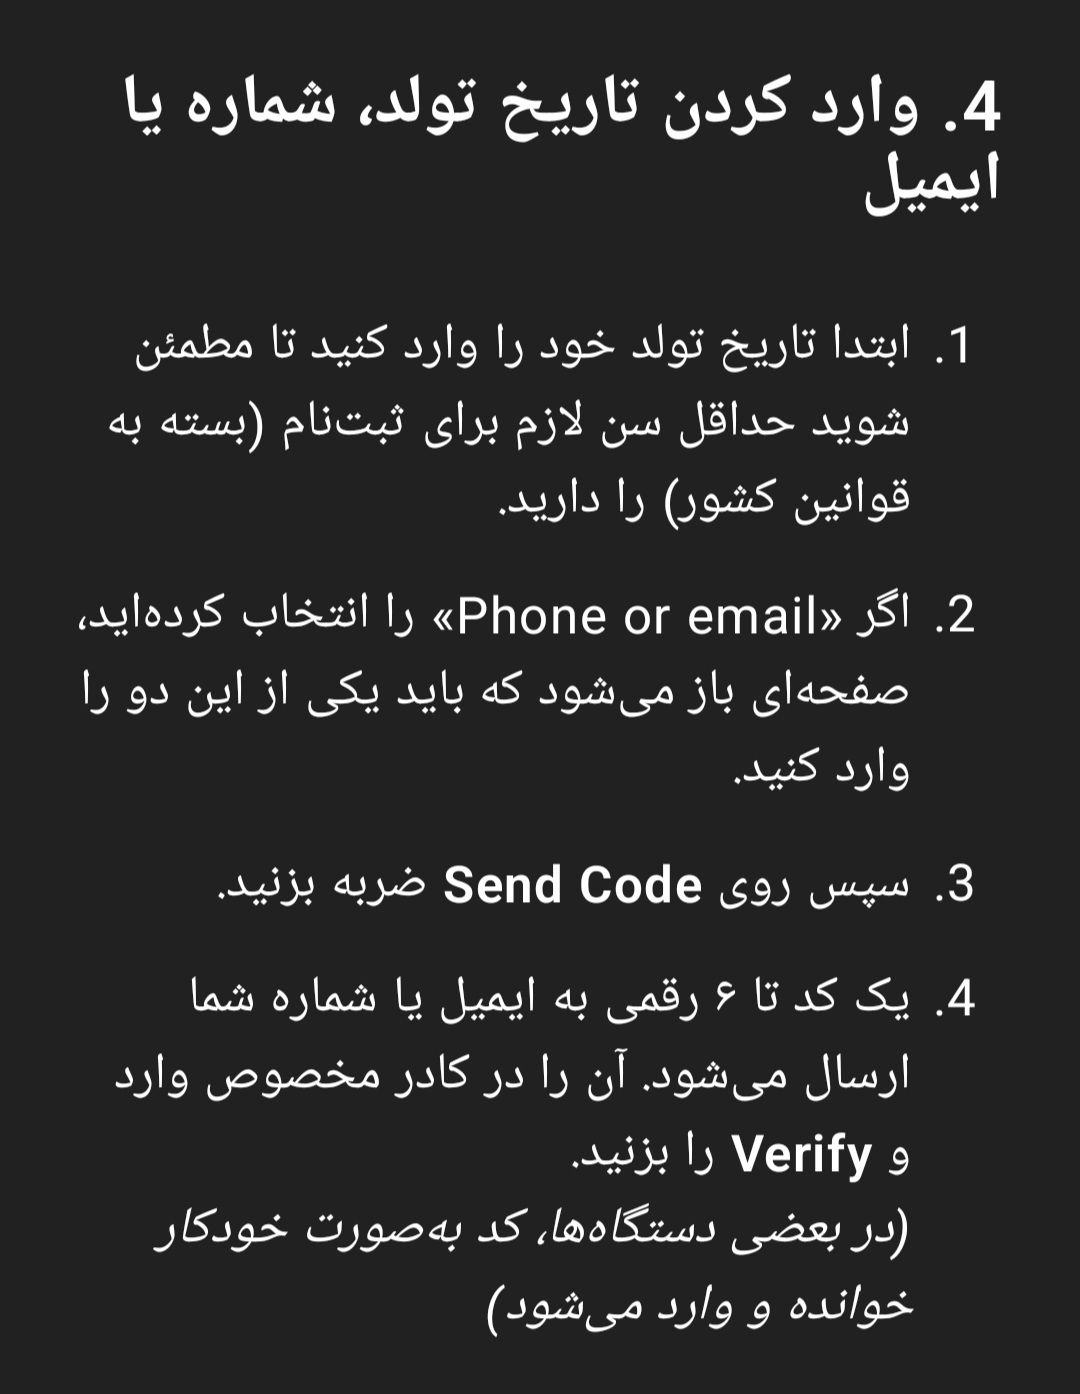 4. وارد کردن تاریخ تولد، شماره یا
ایمیل
1. ابتدا تاریخ تولد خود را وارد کنید تا مطمئن
شوید حداقل سن لازم برای ثبت‌نام (بسته به
قوانین کشور) را دارید.
2. اگر «Phone or email» را انتخاب کرده‌اید،
صفحه‌ای باز می‌شود که باید یکی از این دو را
وارد کنید.
3. سپس روی Send Code ضربه بزنید.
4. یک کد تا ۶ رقمی به ایمیل یا شماره شما
ارسال می‌شود. آن را در کادر مخصوص وارد
و Verify را بزنید.
(در بعضی دستگاه‌ها، کد به‌صورت خودکار
خوانده و وارد می‌شود)